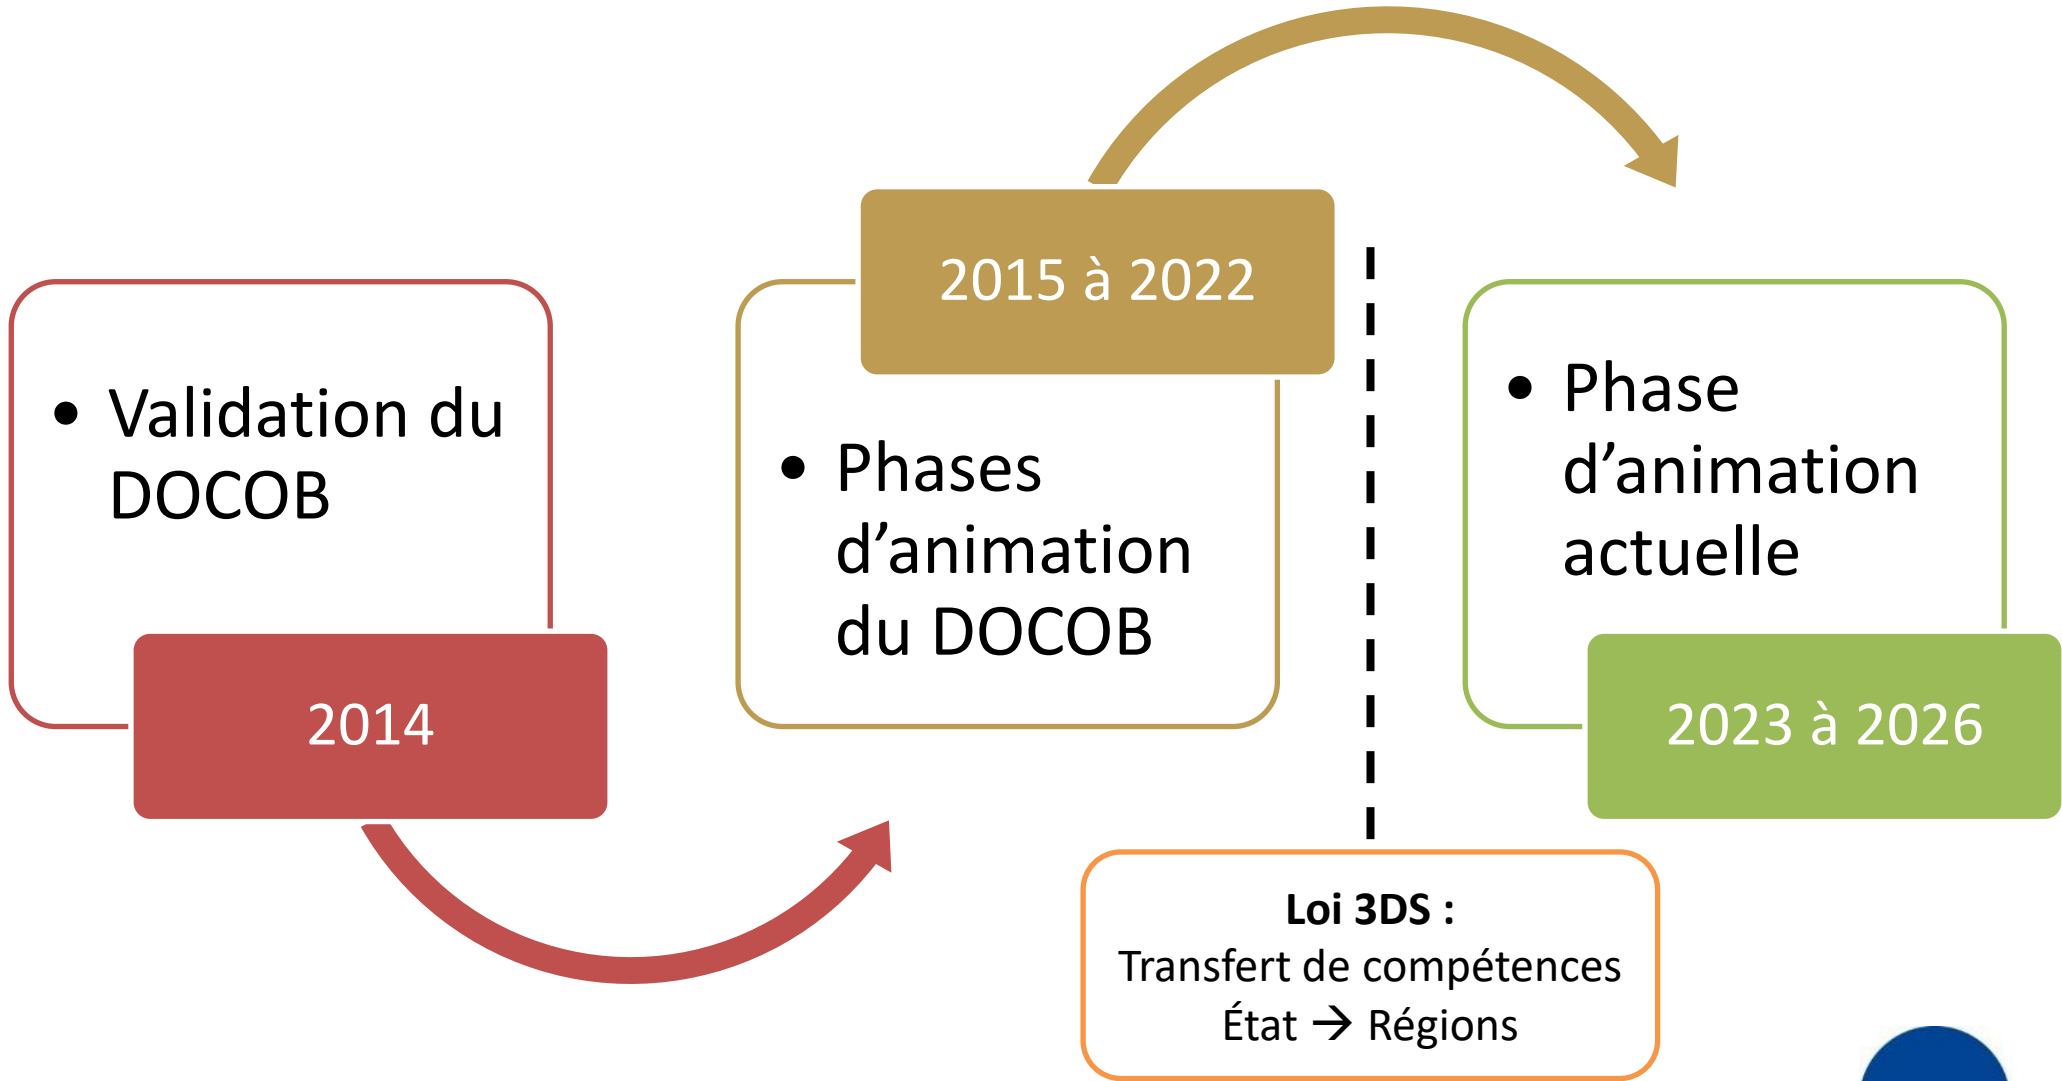 • Validation du
DOCOB
2014
2015 à 2022
• Phases
d’animation
du DOCOB
• Phase
d’animation
actuelle
2023 à 2026
Loi 3DS :
Transfert de compétences
État → Régions